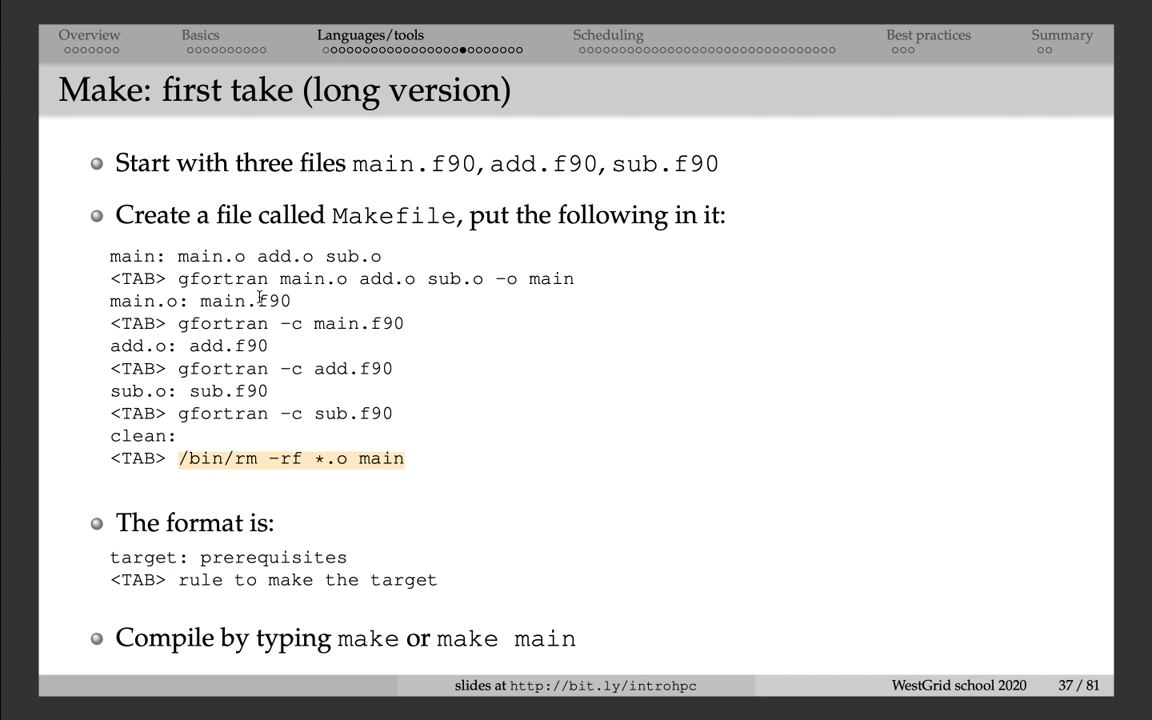 Overview Basics Languages/tools Scheduling Best practices Summary
Make: first take (long version)
Start with three files main.f90, add.f90, sub.f90
Create a file called Makefile, put the following in it:
main: main.o add.o sub.o
<TAB> gfortran main.o add.o sub.o -o main
main.o: main.f90
<TAB> gfortran -c main.f90
add.o: add.f90
<TAB> gfortran -c add.f90
sub.o: sub.f90
<TAB> gfortran -c sub.f90
clean:
<TAB> /bin/rm -rf *.o main
The format is:
target: prerequisites
<TAB> rule to make the target
Compile by typing make or make main
slides at http://bit.ly/introhpc WestGrid school 2020 37 / 81